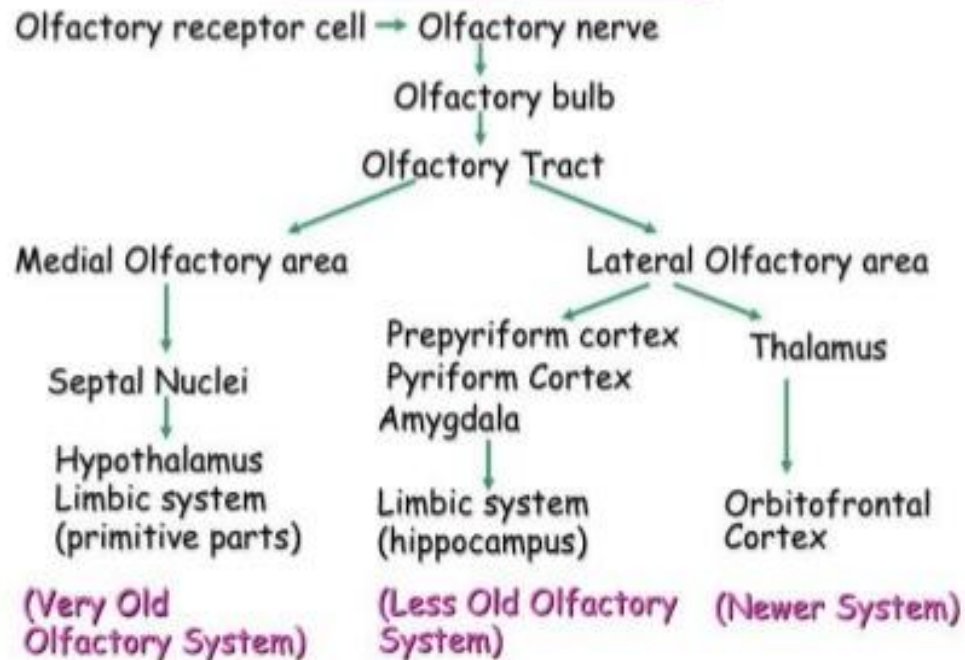 Olfactory receptor cell → Olfactory nerve
Olfactory bulb
Olfactory Tract
Medial Olfactory area
Lateral Olfactory area
Septal Nuclei
Hypothalamus
Limbic system
(primitive parts)
(Very Old
Olfactory System)
Prepyriform cortex
Pyriform Cortex
Amygdala
Limbic system
(hippocampus)
(Less Old Olfactory
System)
Thalamus
Orbitofrontal
Cortex
(Newer System)